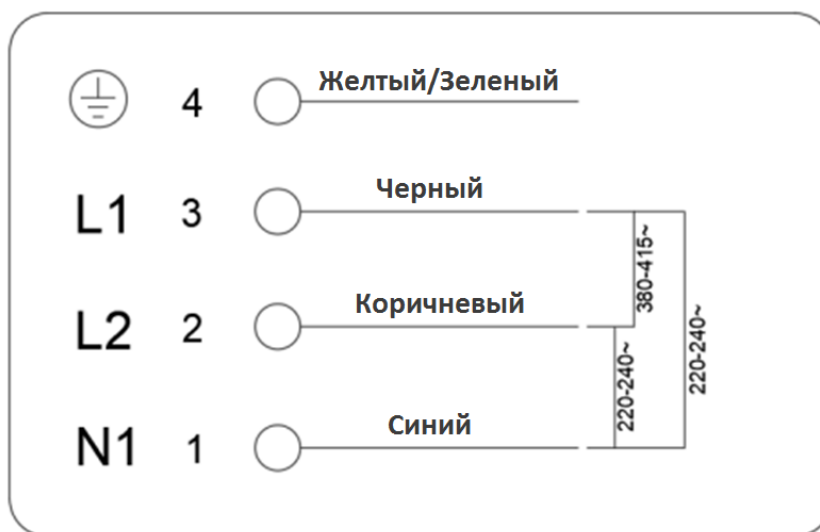 4 Желтый/Зеленый
L1 3 Черный
380-415~
220-240~
L2 2 Коричневый
220-240~
N1 1 Синий